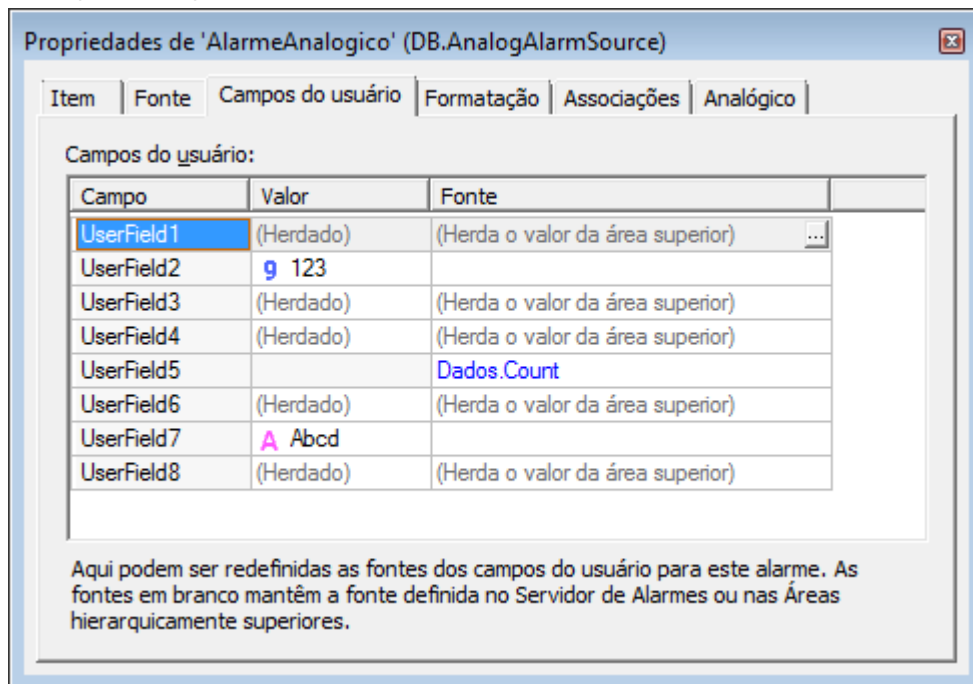 Propriedades de 'AlarmeAnalogico' (DB.AnalogAlarmSource)
Item Fonte Campos do usuário Formatação Associações Analógico
Campos do usuário:
Campo Valor Fonte
UserField1 (Herdado) (Herda o valor da área superior) ...
UserField2 9 123
UserField3 (Herdado) (Herda o valor da área superior)
UserField4 (Herdado) (Herda o valor da área superior)
UserField5 Dados.Count
UserField6 (Herdado) (Herda o valor da área superior)
UserField7 A Abcd
UserField8 (Herdado) (Herda o valor da área superior)
Aqui podem ser redefinidas as fontes dos campos do usuário para este alarme. As
fontes em branco mantêm a fonte definida no Servidor de Alarmes ou nas Áreas
hierarquicamente superiores.